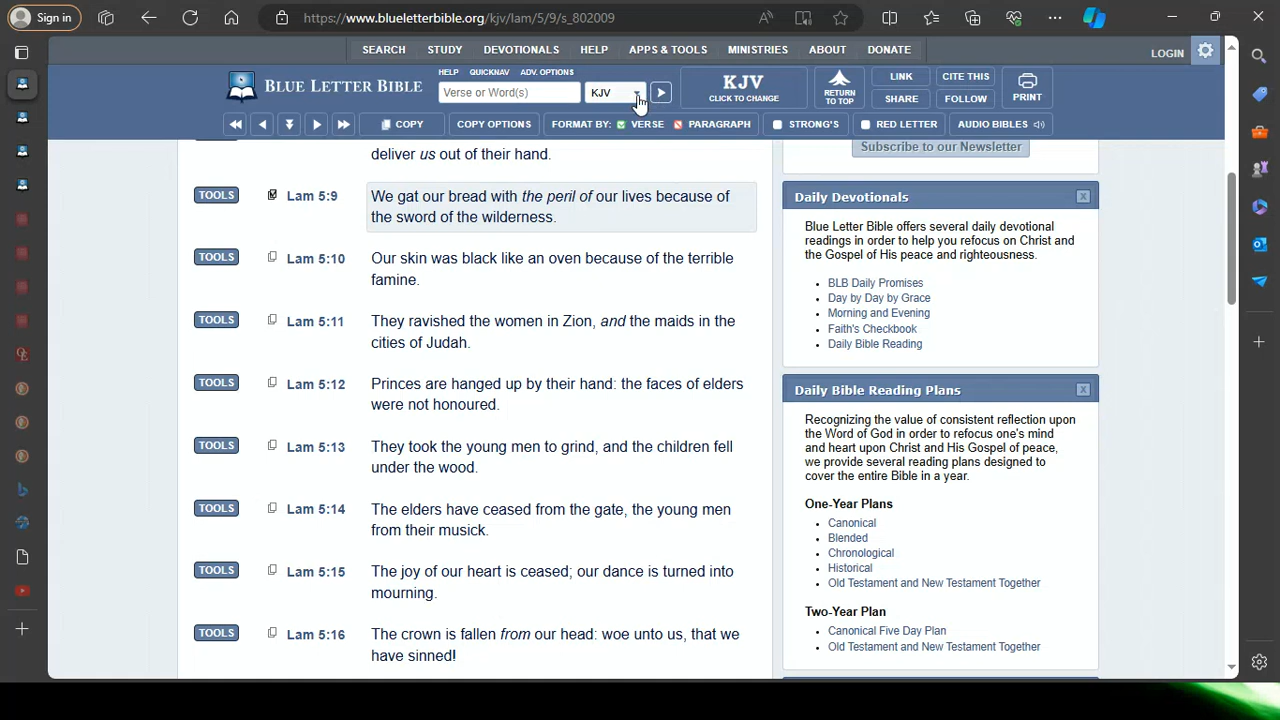 Sign in
https://www.blueletterbible.org/kjv/lam/5/9/s_802009
SEARCH STUDY DEVOTIONALS HELP APPS & TOOLS MINISTRIES ABOUT DONATE
LOGIN
BLUE LETTER BIBLE
HELP QUICKNAV ADV. OPTIONS
Verse or Word(s) KJV
KJV
CLICK TO CHANGE
RETURN
TO TOP
LINK CITE THIS
SHARE FOLLOW
PRINT
COPY COPY OPTIONS FORMAT BY: VERSE PARAGRAPH STRONG'S RED LETTER AUDIO BIBLES
deliver us out of their hand.
TOOLS Lam 5:9 We gat our bread with the peril of our lives because of
the sword of the wilderness.
TOOLS Lam 5:10 Our skin was black like an oven because of the terrible
famine.
TOOLS Lam 5:11 They ravished the women in Zion, and the maids in the
cities of Judah.
TOOLS Lam 5:12 Princes are hanged up by their hand: the faces of elders
were not honoured.
TOOLS Lam 5:13 They took the young men to grind, and the children fell
under the wood.
TOOLS Lam 5:14 The elders have ceased from the gate, the young men
from their musick.
TOOLS Lam 5:15 The joy of our heart is ceased; our dance is turned into
mourning.
TOOLS Lam 5:16 The crown is fallen from our head: woe unto us, that we
have sinned!
Subscribe to our Newsletter
Daily Devotionals
Blue Letter Bible offers several daily devotional
readings in order to help you refocus on Christ and
the Gospel of His peace and righteousness.
BLB Daily Promises
Day by Day by Grace
Morning and Evening
Faith's Checkbook
Daily Bible Reading
Daily Bible Reading Plans
Recognizing the value of consistent reflection upon
the Word of God in order to refocus one's mind
and heart upon Christ and His Gospel of peace,
we provide several reading plans designed to
cover the entire Bible in a year.
One-Year Plans
Canonical
Blended
Chronological
Historical
Old Testament and New Testament Together
Two-Year Plan
Canonical Five Day Plan
Old Testament and New Testament Together